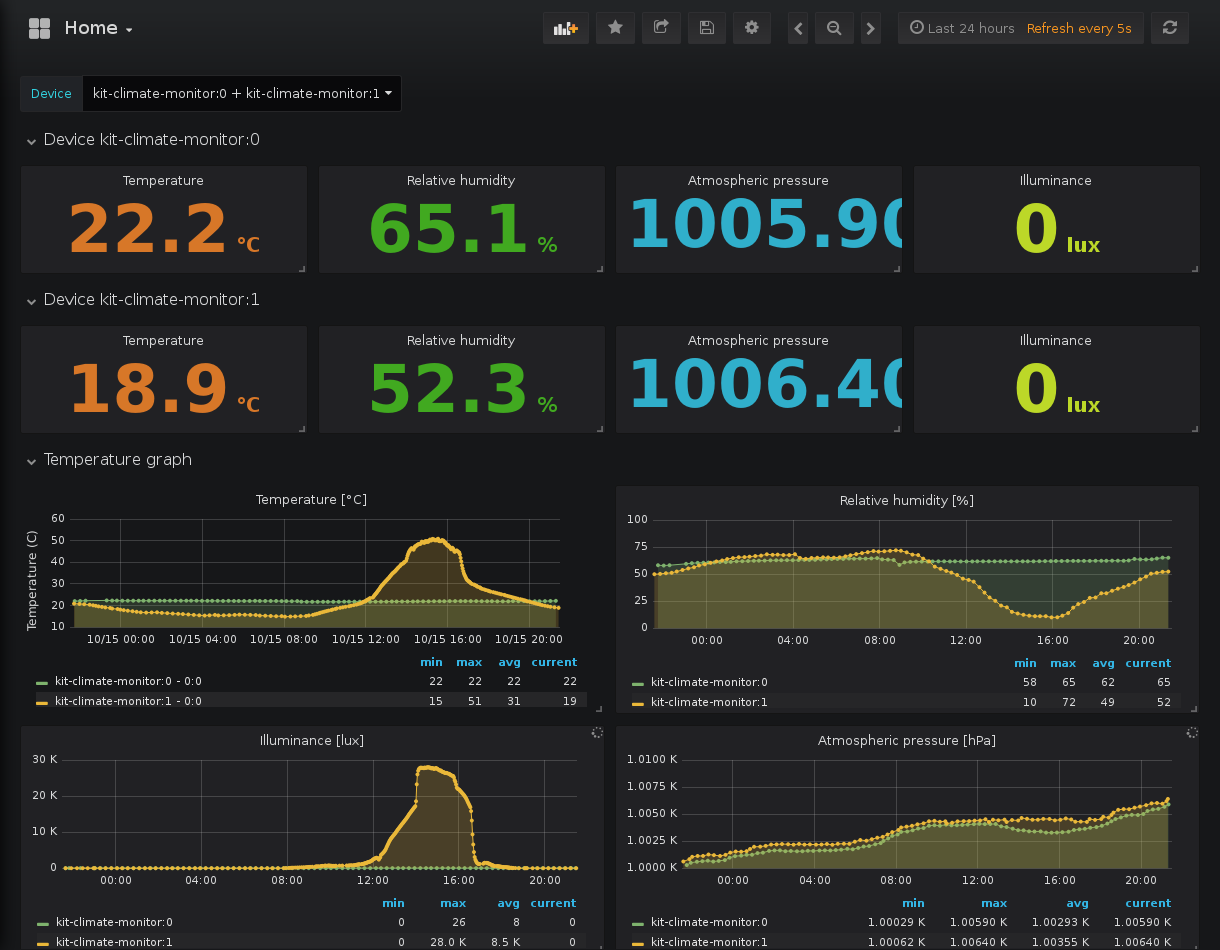 Home
Last 24 hours Refresh every 5s
Device kit-climate-monitor:0 + kit-climate-monitor:1
Device kit-climate-monitor:0
Temperature Relative humidity Atmospheric pressure Illuminance
22.2 °C 65.1 % 1005.90 0 lux
Device kit-climate-monitor:1
Temperature Relative humidity Atmospheric pressure Illuminance
18.9 °C 52.3 % 1006.40 0 lux
Temperature graph
Temperature [°C]
Temperature (C)
60
50
40
30
20
10
10/15 00:00 10/15 04:00 10/15 08:00 10/15 12:00 10/15 16:00 10/15 20:00
min max avg current
kit-climate-monitor:0 - 0:0 22 22 22 22
kit-climate-monitor:1 - 0:0 15 51 31 19
Relative humidity [%]
100
75
50
25
0
00:00 04:00 08:00 12:00 16:00 20:00
min max avg current
kit-climate-monitor:0 58 65 62 65
kit-climate-monitor:1 10 72 49 52
Illuminance [lux]
30 K
20 K
10 K
0
00:00 04:00 08:00 12:00 16:00 20:00
min max avg current
kit-climate-monitor:0 0 26 8 0
kit-climate-monitor:1 0 28.0 K 8.5 K 0
Atmospheric pressure [hPa]
1.0100 K
1.0075 K
1.0050 K
1.0025 K
1.0000 K
00:00 04:00 08:00 12:00 16:00 20:00
min max avg current
kit-climate-monitor:0 1.00029 K 1.00590 K 1.00293 K 1.00590 K
kit-climate-monitor:1 1.00062 K 1.00640 K 1.00355 K 1.00640 K